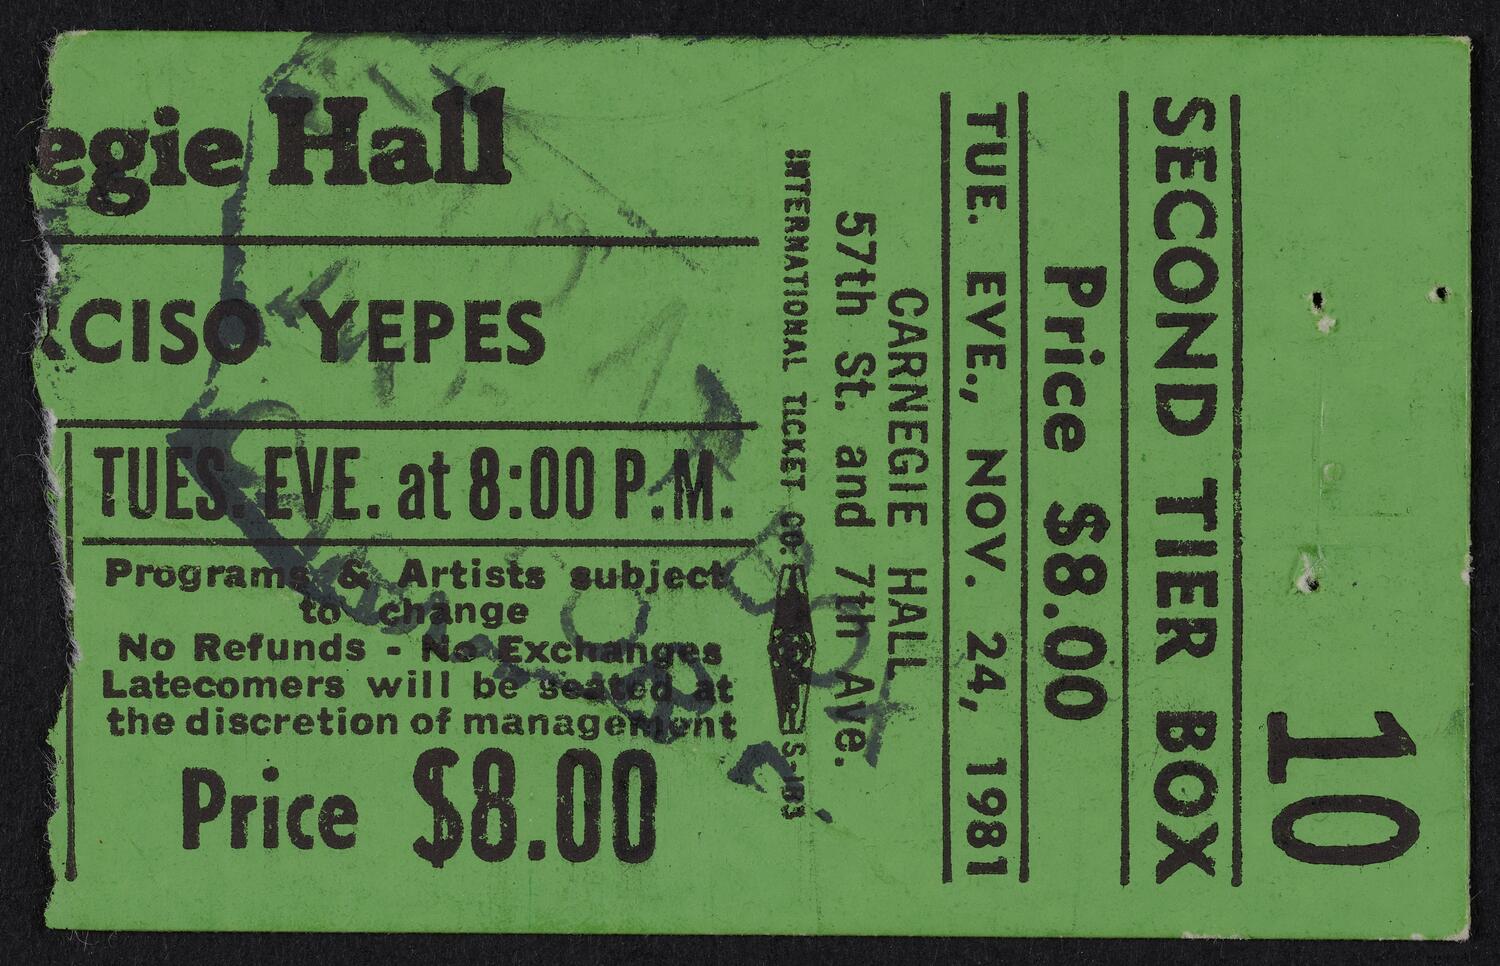 egie Hall
CISO YEPES
TUES. EVE. at 8:00 P.M.
Programs & Artists subject
to change
No Refunds - No Exchanges
Latecomers will be seated at
the discretion of management
Price $8.00
10
SECOND TIER BOX
Price $8.00
TUE. EVE., NOV. 24, 1981
CARNEGIE HALL
57th St. and 7th Ave.
INTERNATIONAL TICKET CO.